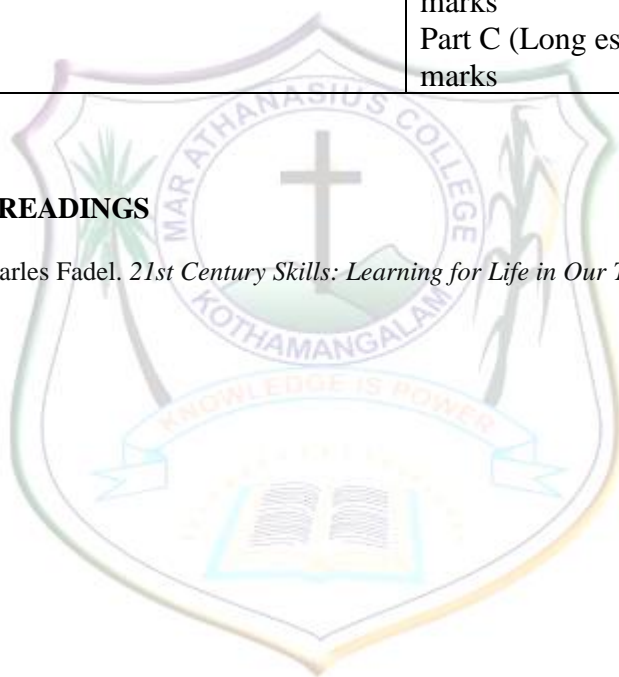 marks
Part C (Long es
marks
READINGS
arles Fadel. 21st Century Skills: Learning for Life in Our T
MAR ATHANASIUS COLLEGE
KOTHAMANGALAM
KNOWLEDGE IS POWER